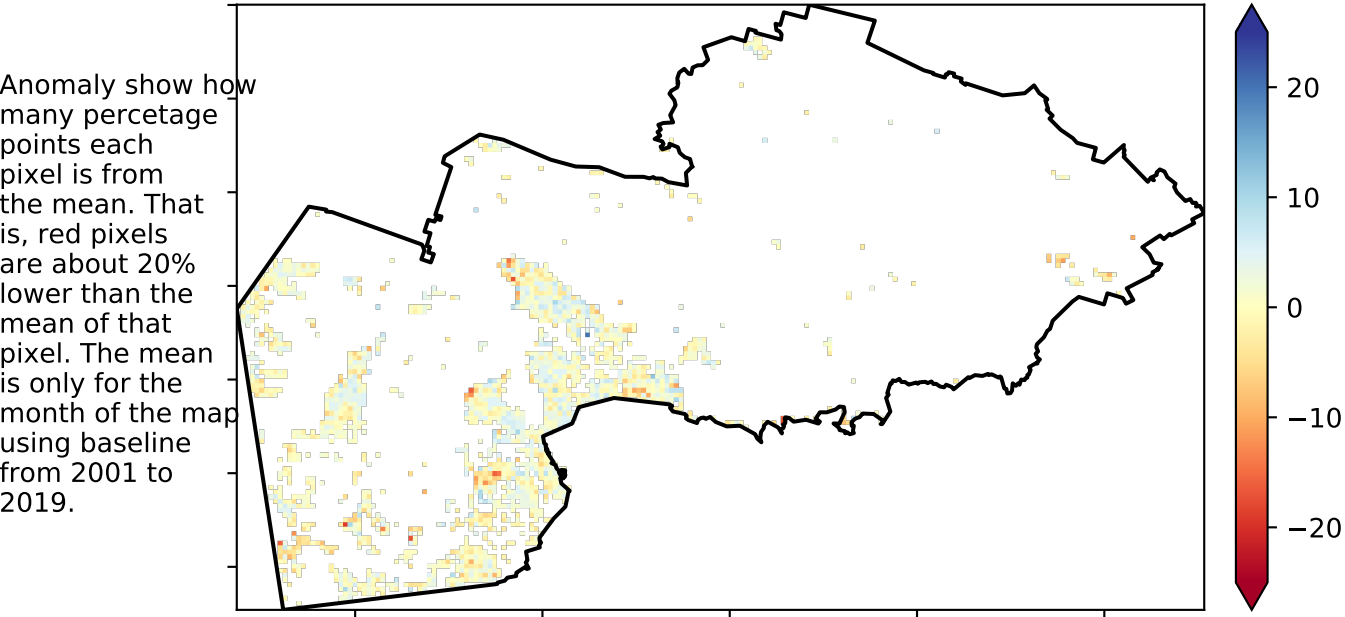 Anomaly show how
many percetage
points each
pixel is from
the mean. That
is, red pixels
are about 20%
lower than the
mean of that
pixel. The mean
is only for the
month of the map
using baseline
from 2001 to
2019.
20
10
0
−10
−20